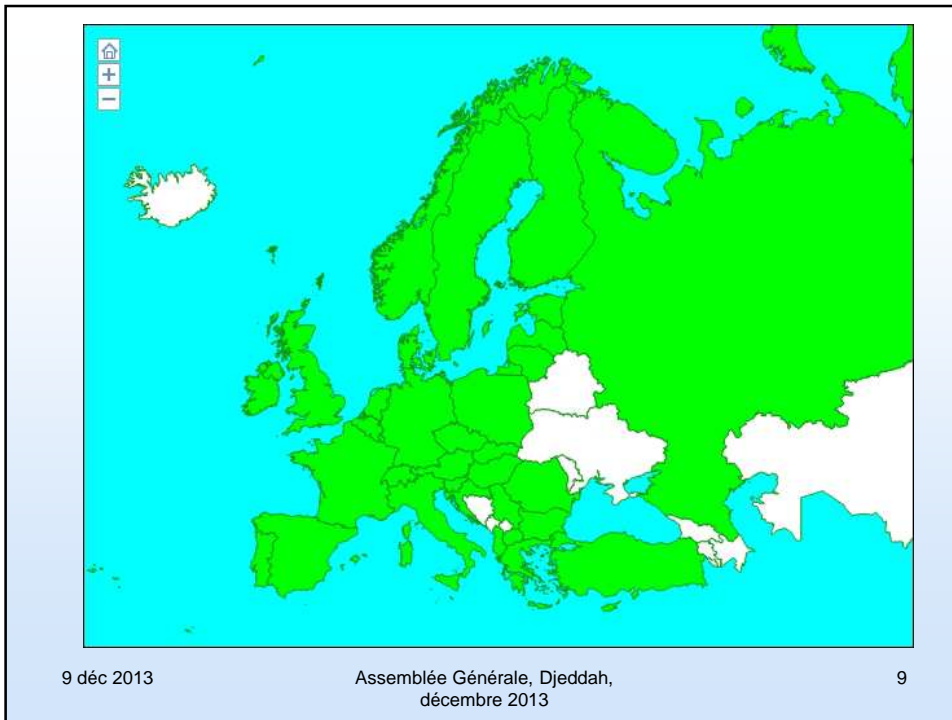 +
−
9 déc 2013
Assemblée Générale, Djeddah,
décembre 2013
9